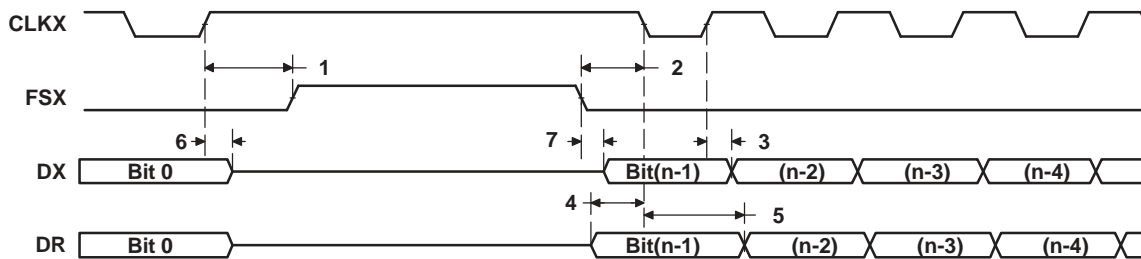 CLKX
1 2
FSX
6 7 3
DX Bit 0 Bit(n-1) (n-2) (n-3) (n-4)
4 5
DR Bit 0 Bit(n-1) (n-2) (n-3) (n-4)